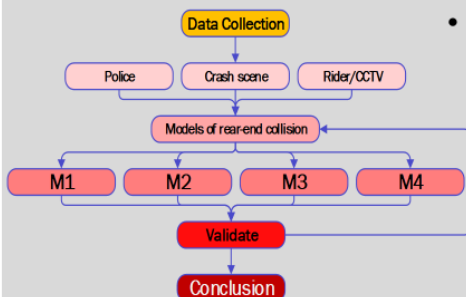 Data Collection
Police
Crash scene
Rider/CCTV
Models of rear-end collision
M1
M2
M3
M4
Validate
Conclusion